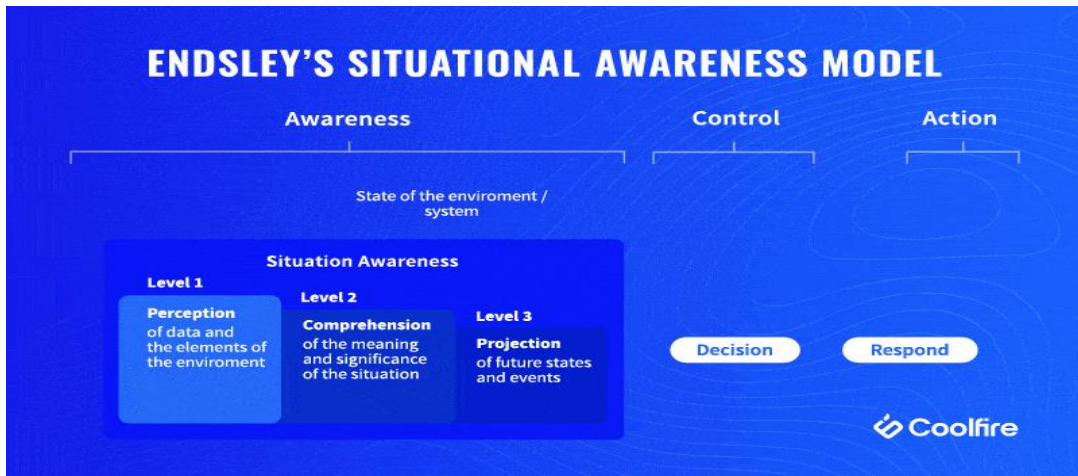 ENDSLEY'S SITUATIONAL AWARENESS MODEL
Awareness
Control
Action
State of the enviroment /
system
Situation Awareness
Level 1
Perception
of data and
the elements of
the enviroment
Level 2
Comprehension
of the meaning
and significance
of the situation
Level 3
Projection
of future states
and events
Decision
Respond
Coolfire